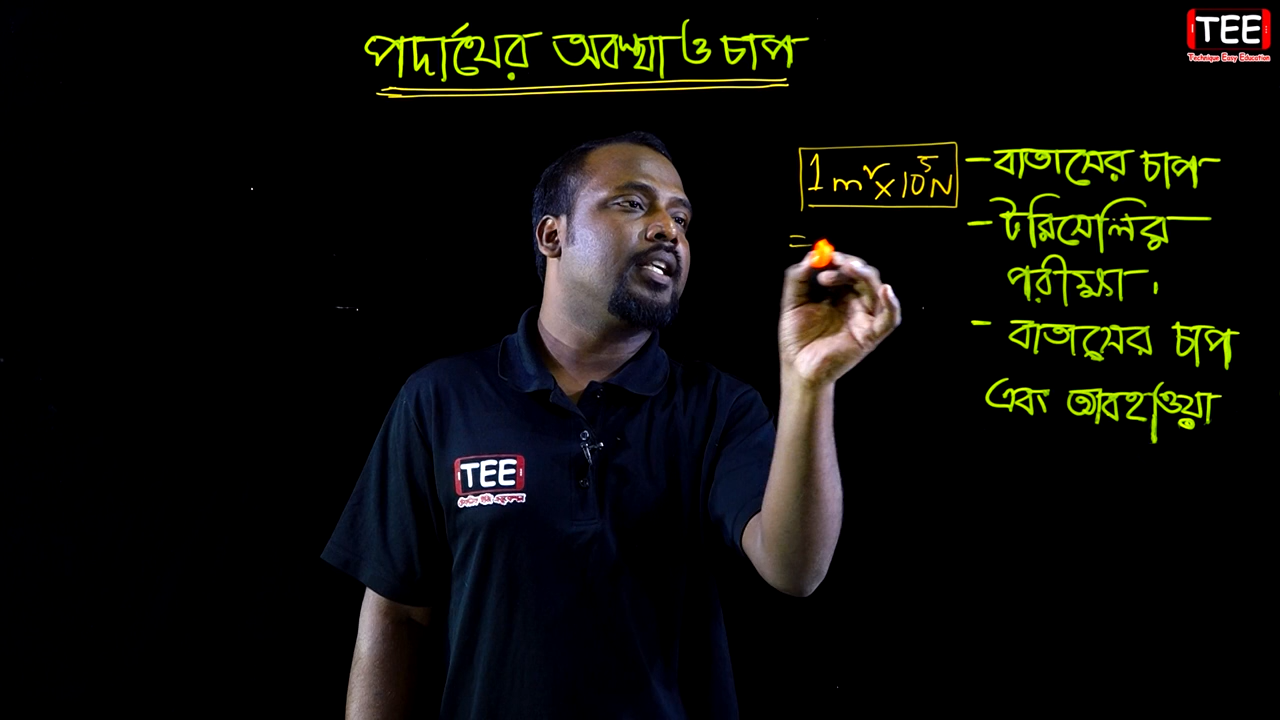 পদার্থের অবস্থা ও চাপ
TEE
Technique Easy Education
1 m² × 10⁵ N
- বাতাসের চাপ
- টরিসেলির
পরীক্ষা।
- বাতাসের চাপ
এবং আবহাওয়া
=
TEE